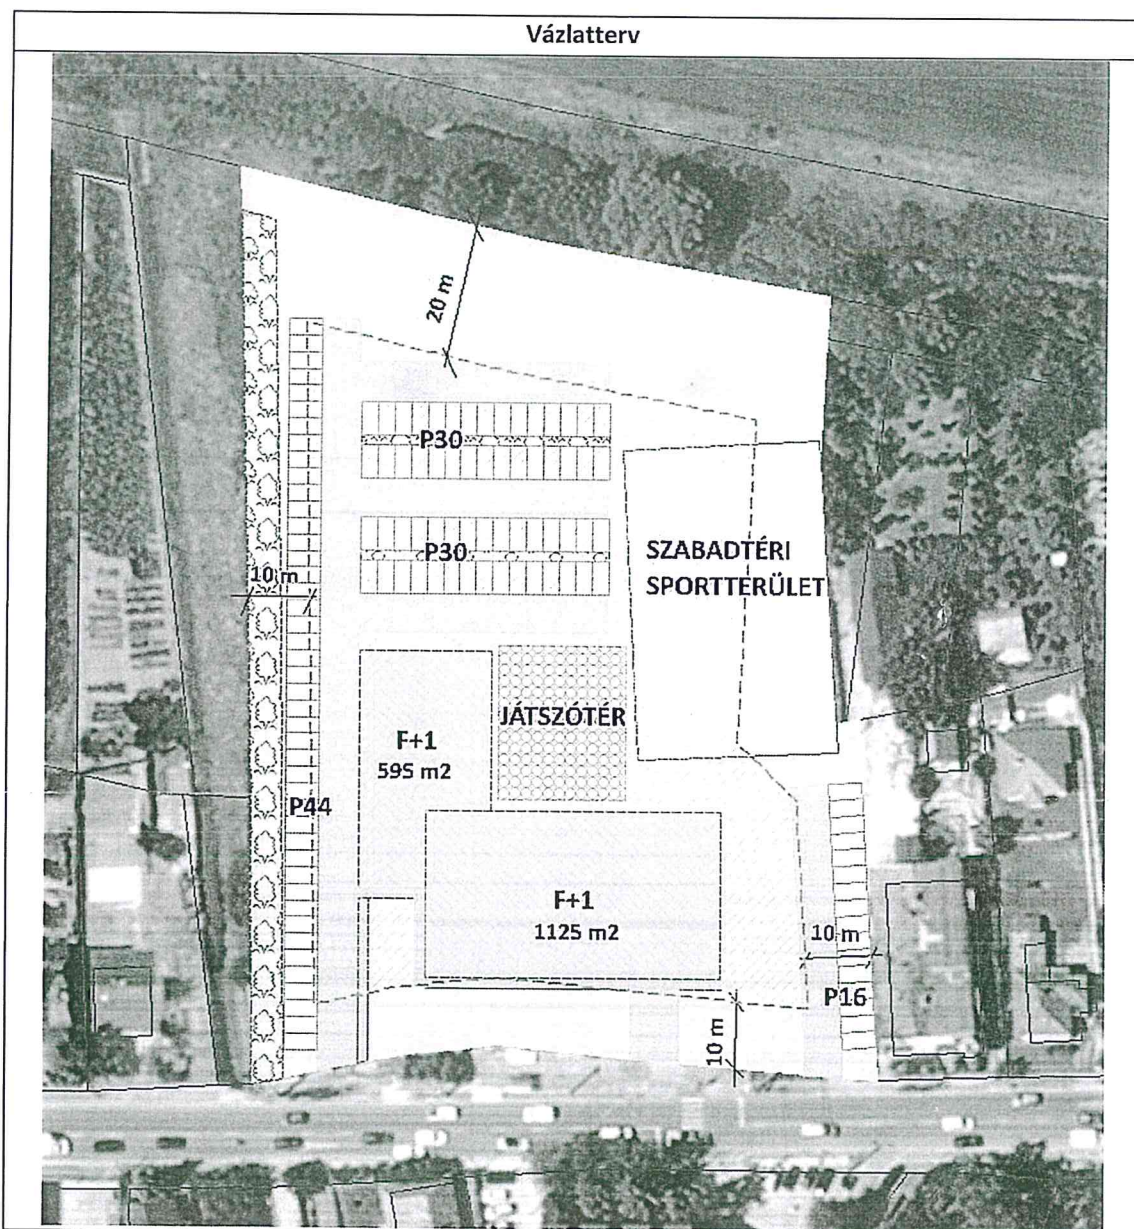 Vázlatterv
20 m
P30
P30
SZABADTÉRI
SPORTTERÜLET
10 m
JÁTSZÓTÉR
F+1
595 m2
P44
F+1
1125 m2
10 m
P16
10 m